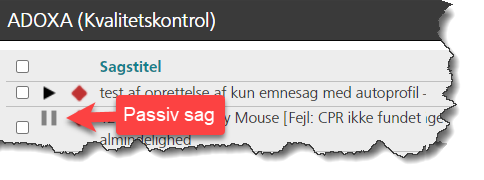 ADOXA (Kvalitetskontrol)
Sagstitel
test af oprettelse af kun emnesag med autoprofil -
Passiv sag
y Mouse [Fejl: CPR ikke fundet
almindelighed